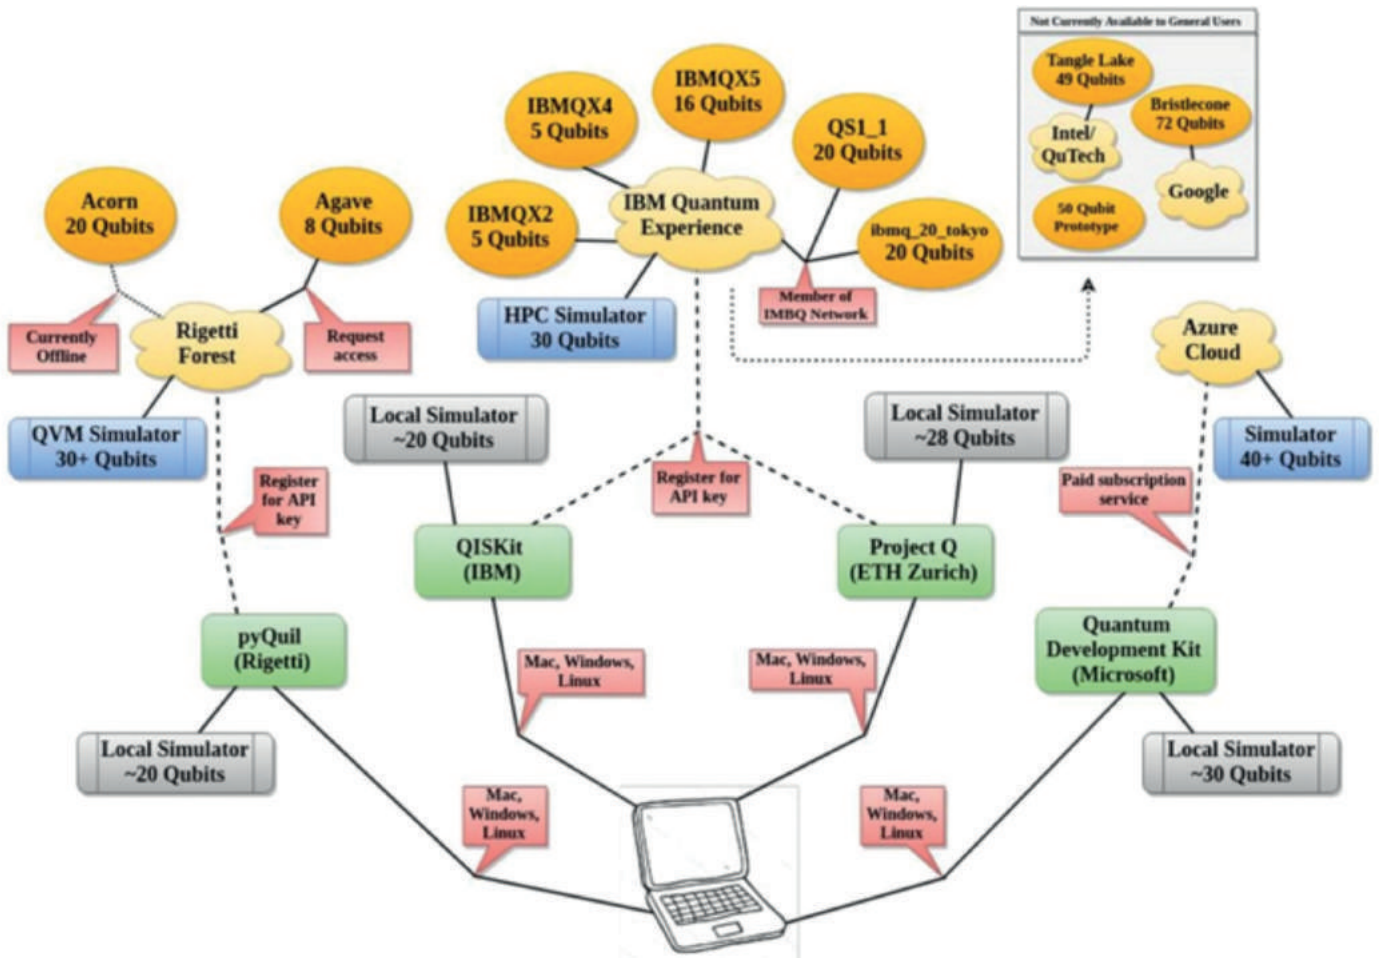 Not Currently Available to General Users
Tangle Lake
49 Qubits
Bristlecone
72 Qubits
Intel/
QuTech
Google
50 Qubit
Prototype
IBMQX5
16 Qubits
IBMQX4
5 Qubits
QS1_1
20 Qubits
IBMQX2
5 Qubits
IBM Quantum
Experience
ibmq_20_tokyo
20 Qubits
Acorn
20 Qubits
Agave
8 Qubits
HPC Simulator
30 Qubits
Member of
IMBQ Network
Currently
Offline
Rigetti
Forest
Request
access
Azure
Cloud
QVM Simulator
30+ Qubits
Local Simulator
~20 Qubits
Local Simulator
~28 Qubits
Simulator
40+ Qubits
Register
for API
key
Register for
API key
Paid subscription
service
QISKit
(IBM)
Project Q
(ETH Zurich)
pyQuil
(Rigetti)
Quantum
Development Kit
(Microsoft)
Mac, Windows,
Linux
Mac, Windows,
Linux
Local Simulator
~20 Qubits
Local Simulator
~30 Qubits
Mac,
Windows,
Linux
Mac,
Windows,
Linux